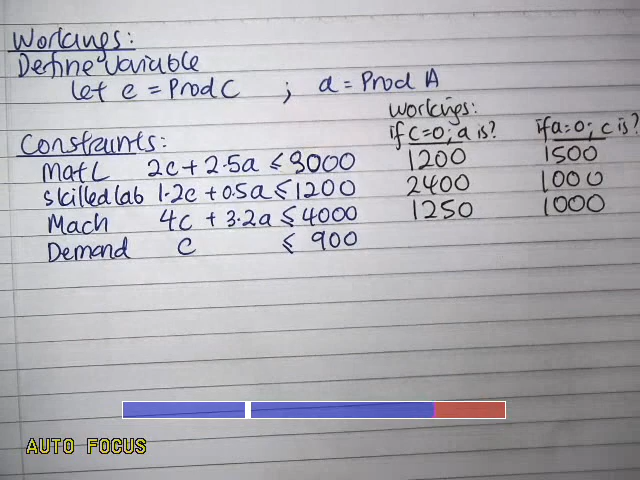 Workings:
Define Variable
let c = Prod C ; a = Prod A
Workings:
Constraints: if c=0; a is? if a=0; c is?
Mat L 2c + 2.5a ≤ 3000 1200 1500
Skilled lab 1.2c + 0.5a ≤ 1200 2400 1000
Mach 4c + 3.2a ≤ 4000 1250 1000
Demand c ≤ 900
AUTO FOCUS